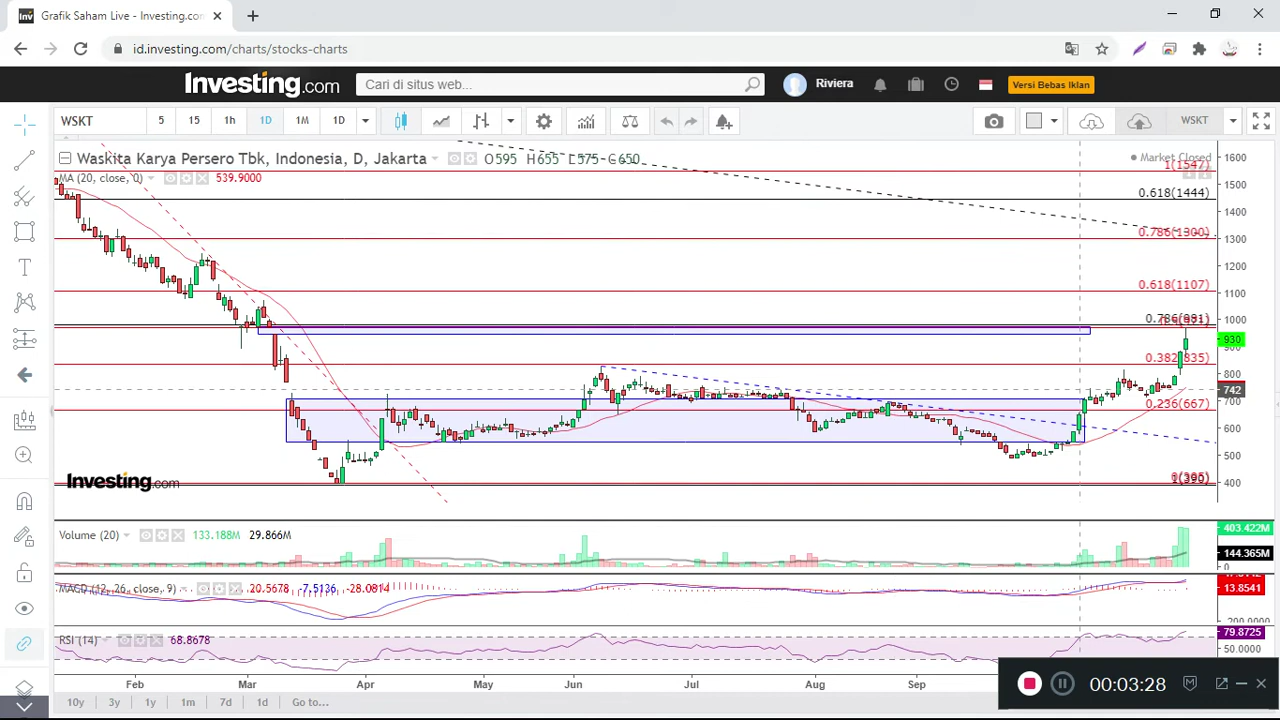 Grafik Saham Live - Investing.com
id.investing.com/charts/stocks-charts
Investing.com
Cari di situs web...
Riviera
Versi Bebas Iklan
WSKT 5 15 1h 1D 1M 1D WSKT
Waskita Karya Persero Tbk, Indonesia, D, Jakarta O595 H655 L575 C650
Market Closed
MA (20, close, 0) 539.9000
1(1547)
0.618(1444)
0.786(1300)
0.618(1107)
0.382(835)
0.236(667)
1600
1500
1400
1300
1200
1100
1000
930
800
742
700
600
500
400
Investing.com
Volume (20) 133.188M 29.866M
403.422M
144.365M
0
MACD (12, 26, close, 9) 20.5678 -7.5136 -28.0814
13.8541
-200.0000
RSI (14) 68.8678
79.8725
50.0000
Feb Mar Apr May Jun Jul Aug Sep
10y 3y 1y 1m 7d 1d Go to...
00:03:28